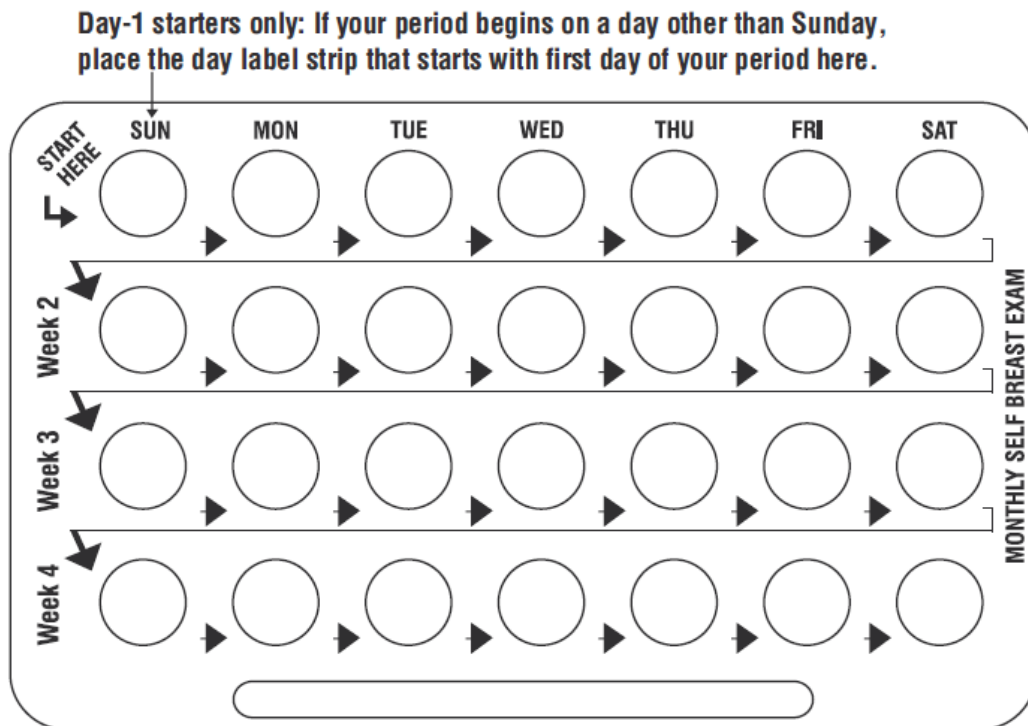 Day-1 starters only: If your period begins on a day other than Sunday,
place the day label strip that starts with first day of your period here.
START
HERE
SUN MON TUE WED THU FRI SAT
Week 2
Week 3
Week 4
MONTHLY SELF BREAST EXAM